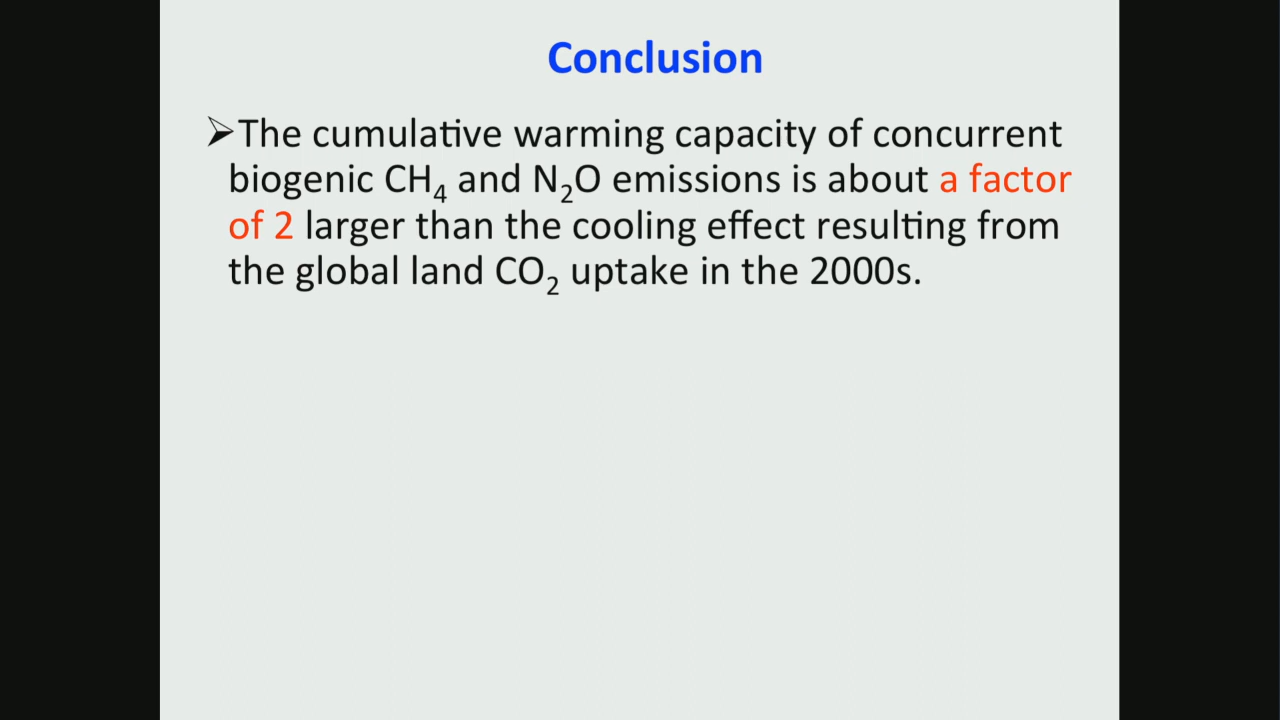 Conclusion
➢The cumulative warming capacity of concurrent
biogenic CH₄ and N₂O emissions is about a factor
of 2 larger than the cooling effect resulting from
the global land CO₂ uptake in the 2000s.